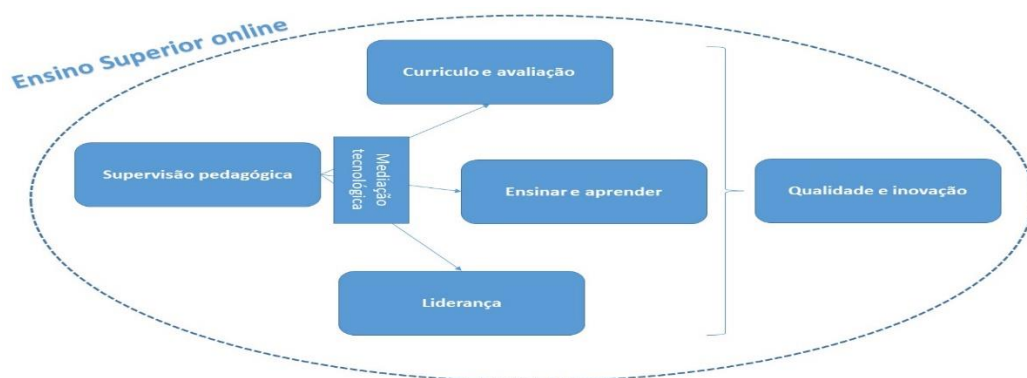 Ensino Superior online
Curriculo e avaliação
Supervisão pedagógica
Mediação
tecnológica
Ensinar e aprender
Qualidade e inovação
Liderança